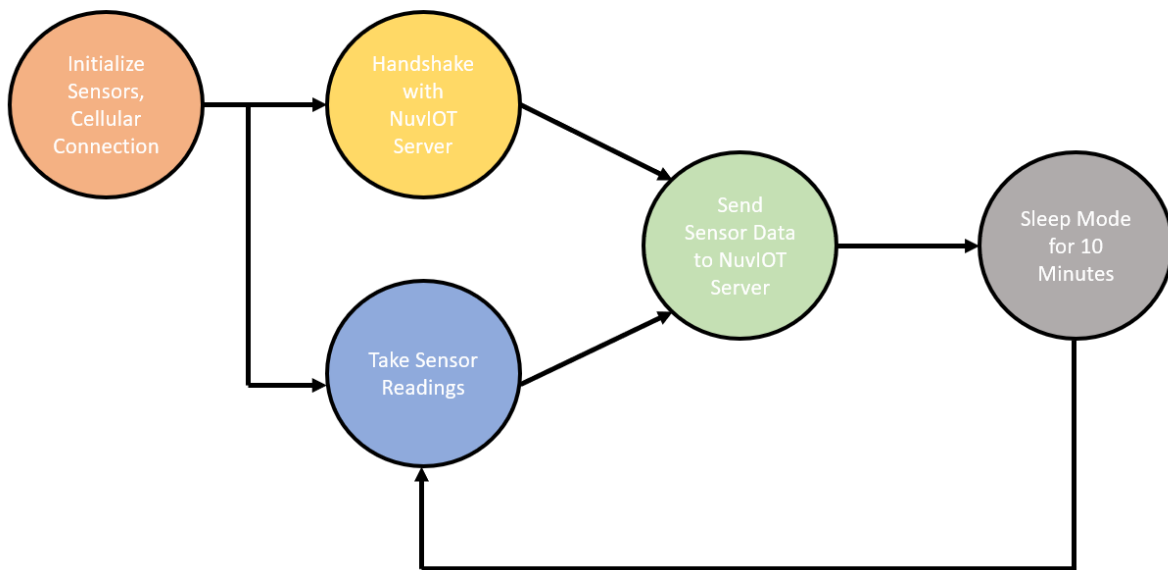 Initialize
Sensors,
Cellular
Connection
Handshake
with
NuvIOT
Server
Take Sensor
Readings
Send
Sensor Data
to NuvIOT
Server
Sleep Mode
for 10
Minutes